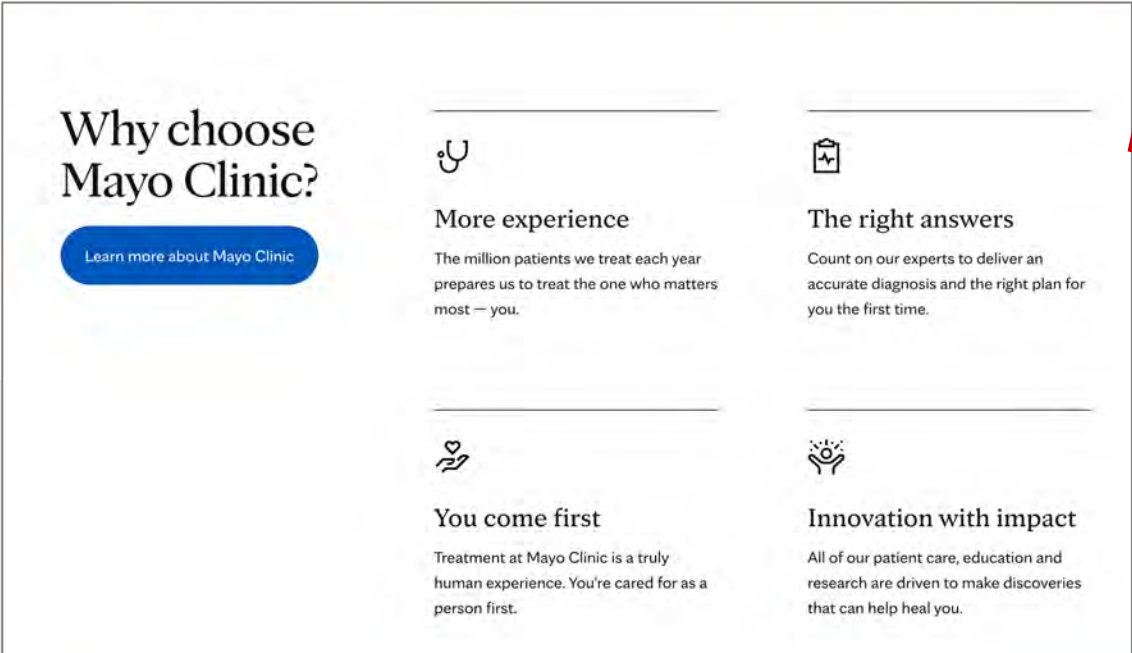 Why choose
Mayo Clinic?
Learn more about Mayo Clinic
More experience
The million patients we treat each year
prepares us to treat the one who matters
most — you.
The right answers
Count on our experts to deliver an
accurate diagnosis and the right plan for
you the first time.
You come first
Treatment at Mayo Clinic is a truly
human experience. You're cared for as a
person first.
Innovation with impact
All of our patient care, education and
research are driven to make discoveries
that can help heal you.